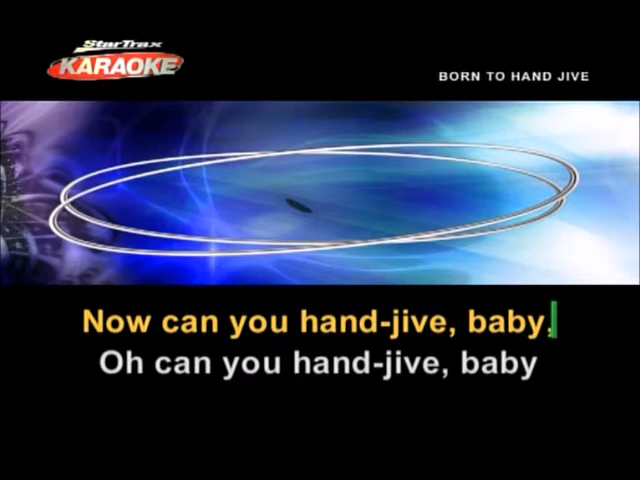 StarTrax
KARAOKE
BORN TO HAND JIVE
Now can you hand-jive, baby,
Oh can you hand-jive, baby